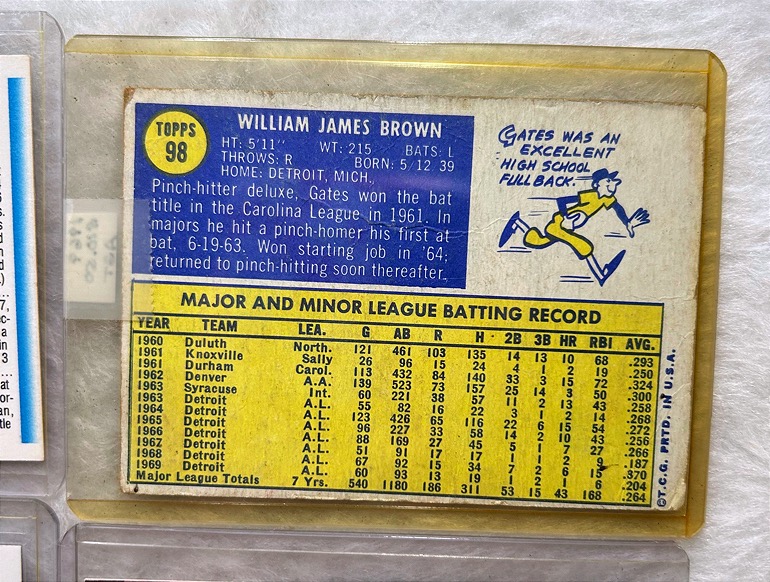 TOPPS
98
WILLIAM JAMES BROWN
HT: 5'11" WT: 215 BATS: L
THROWS: R BORN: 5/12 39
HOME: DETROIT, MICH.
Pinch-hitter deluxe, Gates won the bat
title in the Carolina League in 1961. In
majors he hit a pinch-homer his first at
bat, 6-19-63. Won starting job in '64;
returned to pinch-hitting soon thereafter.
GATES WAS AN
EXCELLENT
HIGH SCHOOL
FULLBACK.
MAJOR AND MINOR LEAGUE BATTING RECORD
YEAR TEAM LEA. G AB R H 2B 3B HR RBI AVG.
1960 Duluth North. 121 461 103 135 14 13 10 68 .293
1961 Knoxville Sally 26 96 15 24 4 1 2 19 .250
1961 Durham Carol. 113 432 84 140 33 3 15 72 .324
1962 Denver A.A. 139 523 73 157 25 14 3 50 .300
1963 Syracuse Int. 60 221 38 57 11 2 13 43 .258
1963 Detroit A.L. 55 82 16 22 3 1 2 14 .268
1964 Detroit A.L. 123 426 65 116 22 6 15 54 .272
1965 Detroit A.L. 96 227 33 58 14 2 10 43 .256
1966 Detroit A.L. 88 169 27 45 5 1 7 27 .266
1967 Detroit A.L. 51 91 17 17 1 1 2 9 .187
1968 Detroit A.L. 67 92 15 34 7 2 6 15 .370
1969 Detroit A.L. 60 93 13 19 1 2 1 6 .204
Major League Totals 7 Yrs. 540 1180 186 311 53 15 43 168 .264
©T.C.G. PRTD. IN U.S.A.